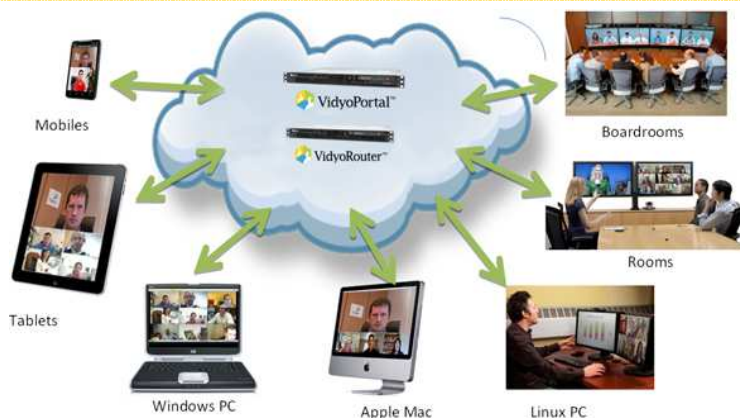 VidyoPortal™
VidyoRouter™
Mobiles
Boardrooms
Tablets
Rooms
Windows PC
Apple Mac
Linux PC